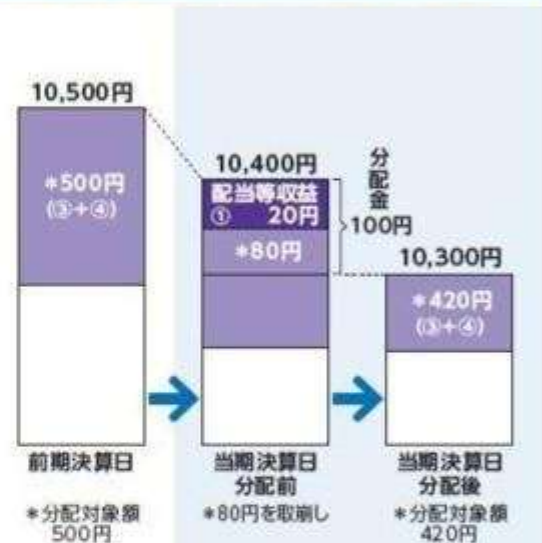 10,500円
*500円
(③+④)
前期決算日
*分配対象額
500円
10,400円
配当等収益
① 20円
*80円
分配金
100円
当期決算日
分配前
*80円を取崩し
10,300円
*420円
(③+④)
当期決算日
分配後
*分配対象額
420円